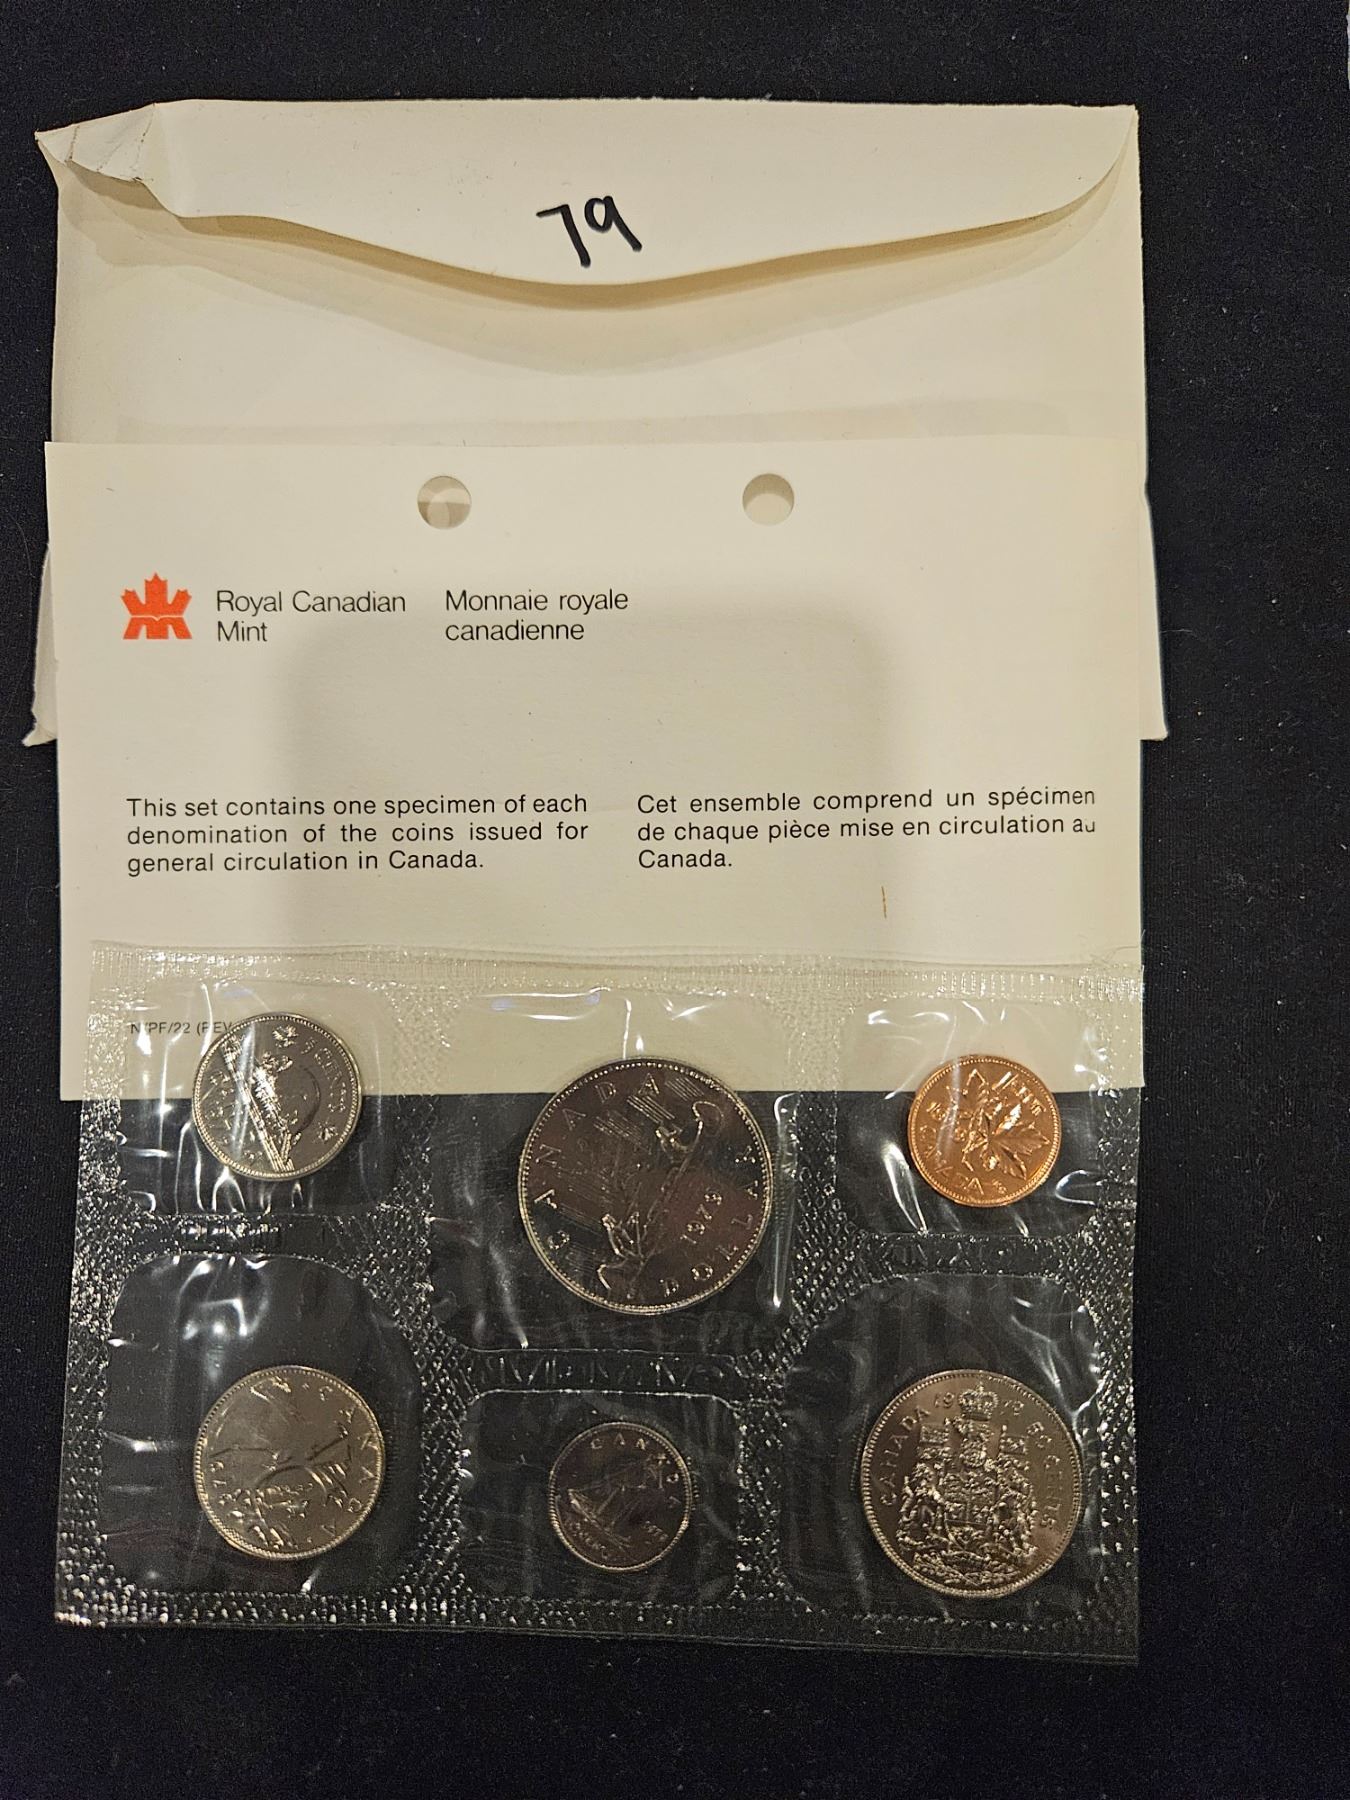 79
Royal Canadian
Mint
Monnaie royale
canadienne
This set contains one specimen of each
denomination of the coins issued for
general circulation in Canada.
Cet ensemble comprend un spécimen
de chaque pièce mise en circulation au
Canada.
CANADA
DOLLAR
CANADA
CANADA
50 CENTS